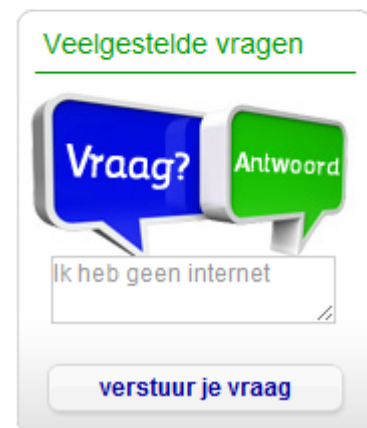 Veelgestelde vragen
Vraag?
Antwoord
Ik heb geen internet
verstuur je vraag